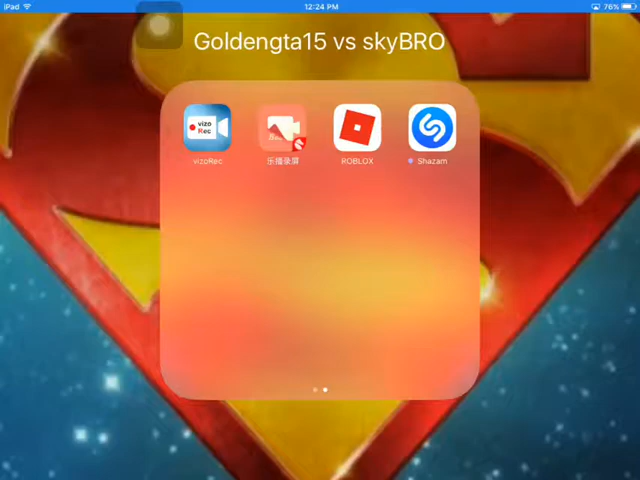 iPad 12:24 PM 76%
Goldengta15 vs skyBRO
vizo
Rec
vizoRec
乐播录屏
ROBLOX
Shazam